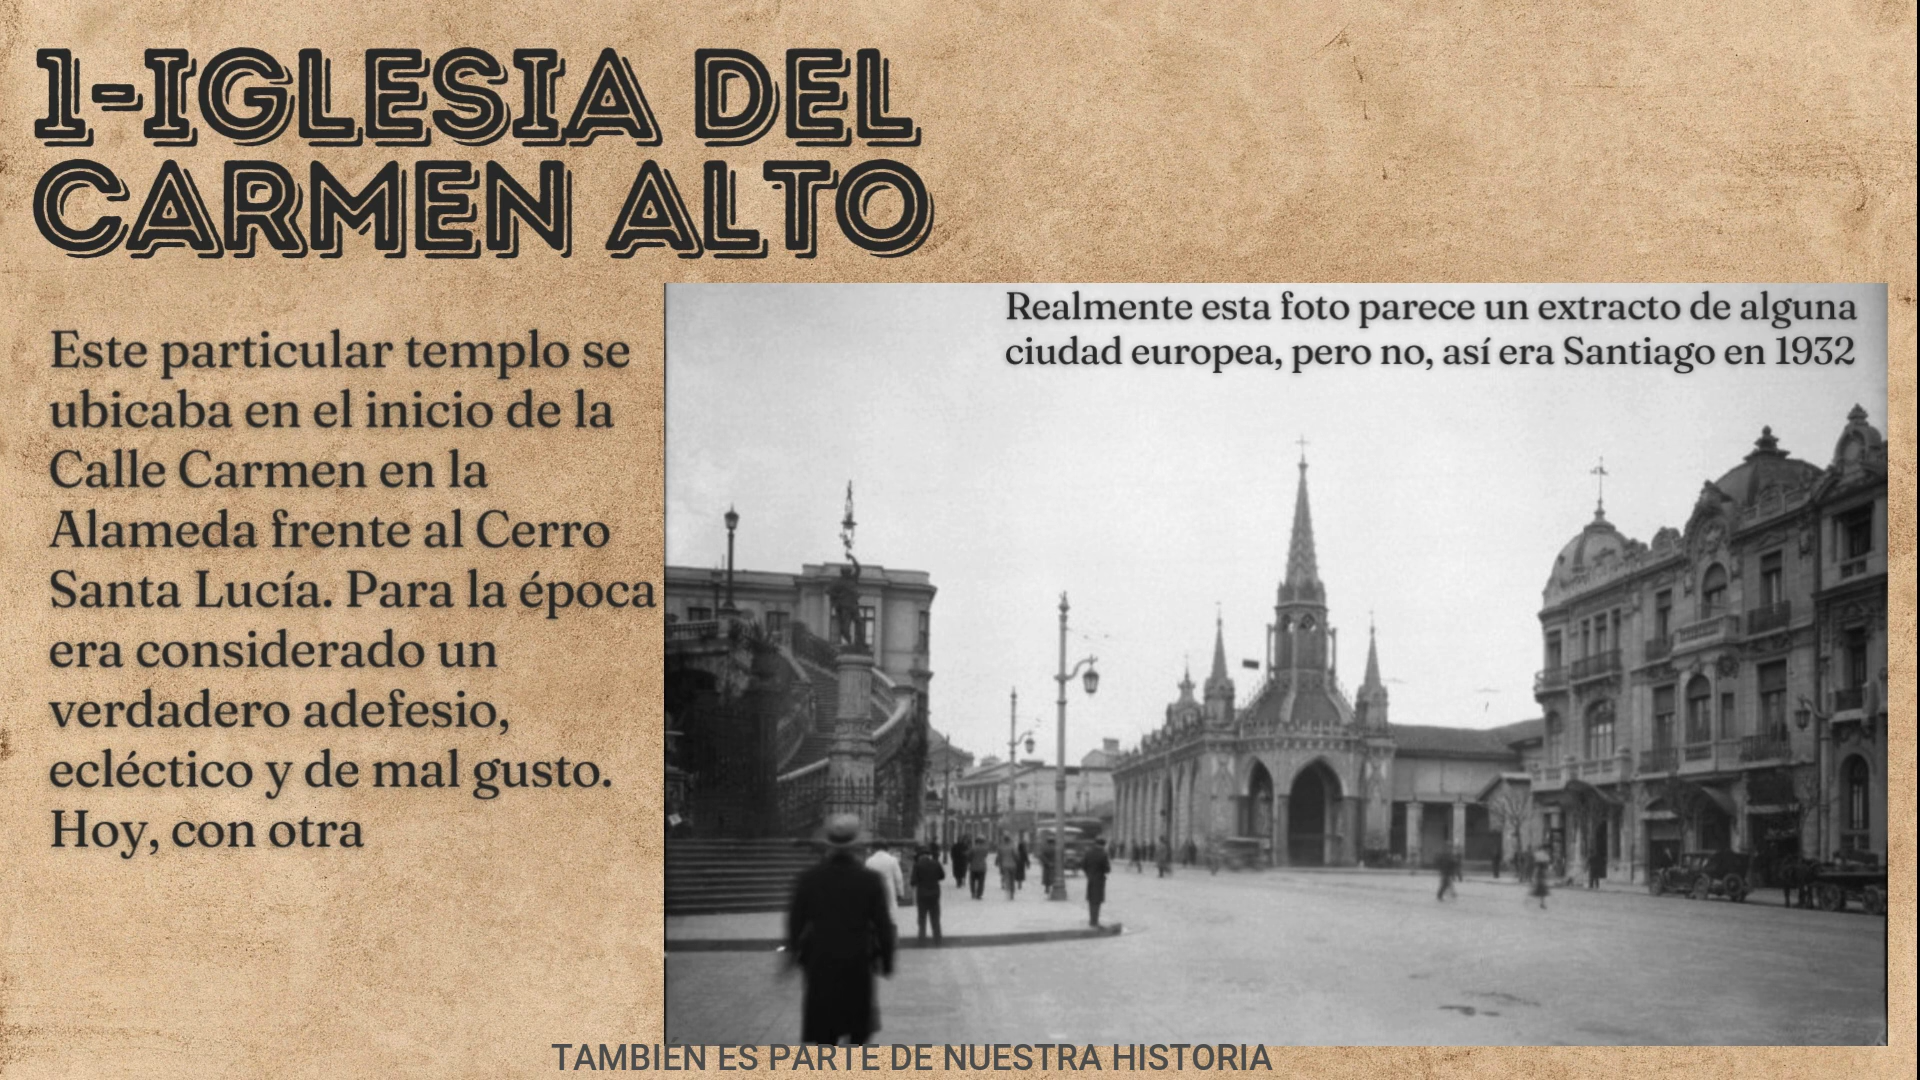 1-IGLESIA DEL
CARMEN ALTO
Este particular templo se
ubicaba en el inicio de la
Calle Carmen en la
Alameda frente al Cerro
Santa Lucía. Para la época
era considerado un
verdadero adefesio,
ecléctico y de mal gusto.
Hoy, con otra
Realmente esta foto parece un extracto de alguna
ciudad europea, pero no, así era Santiago en 1932
TAMBIEN ES PARTE DE NUESTRA HISTORIA